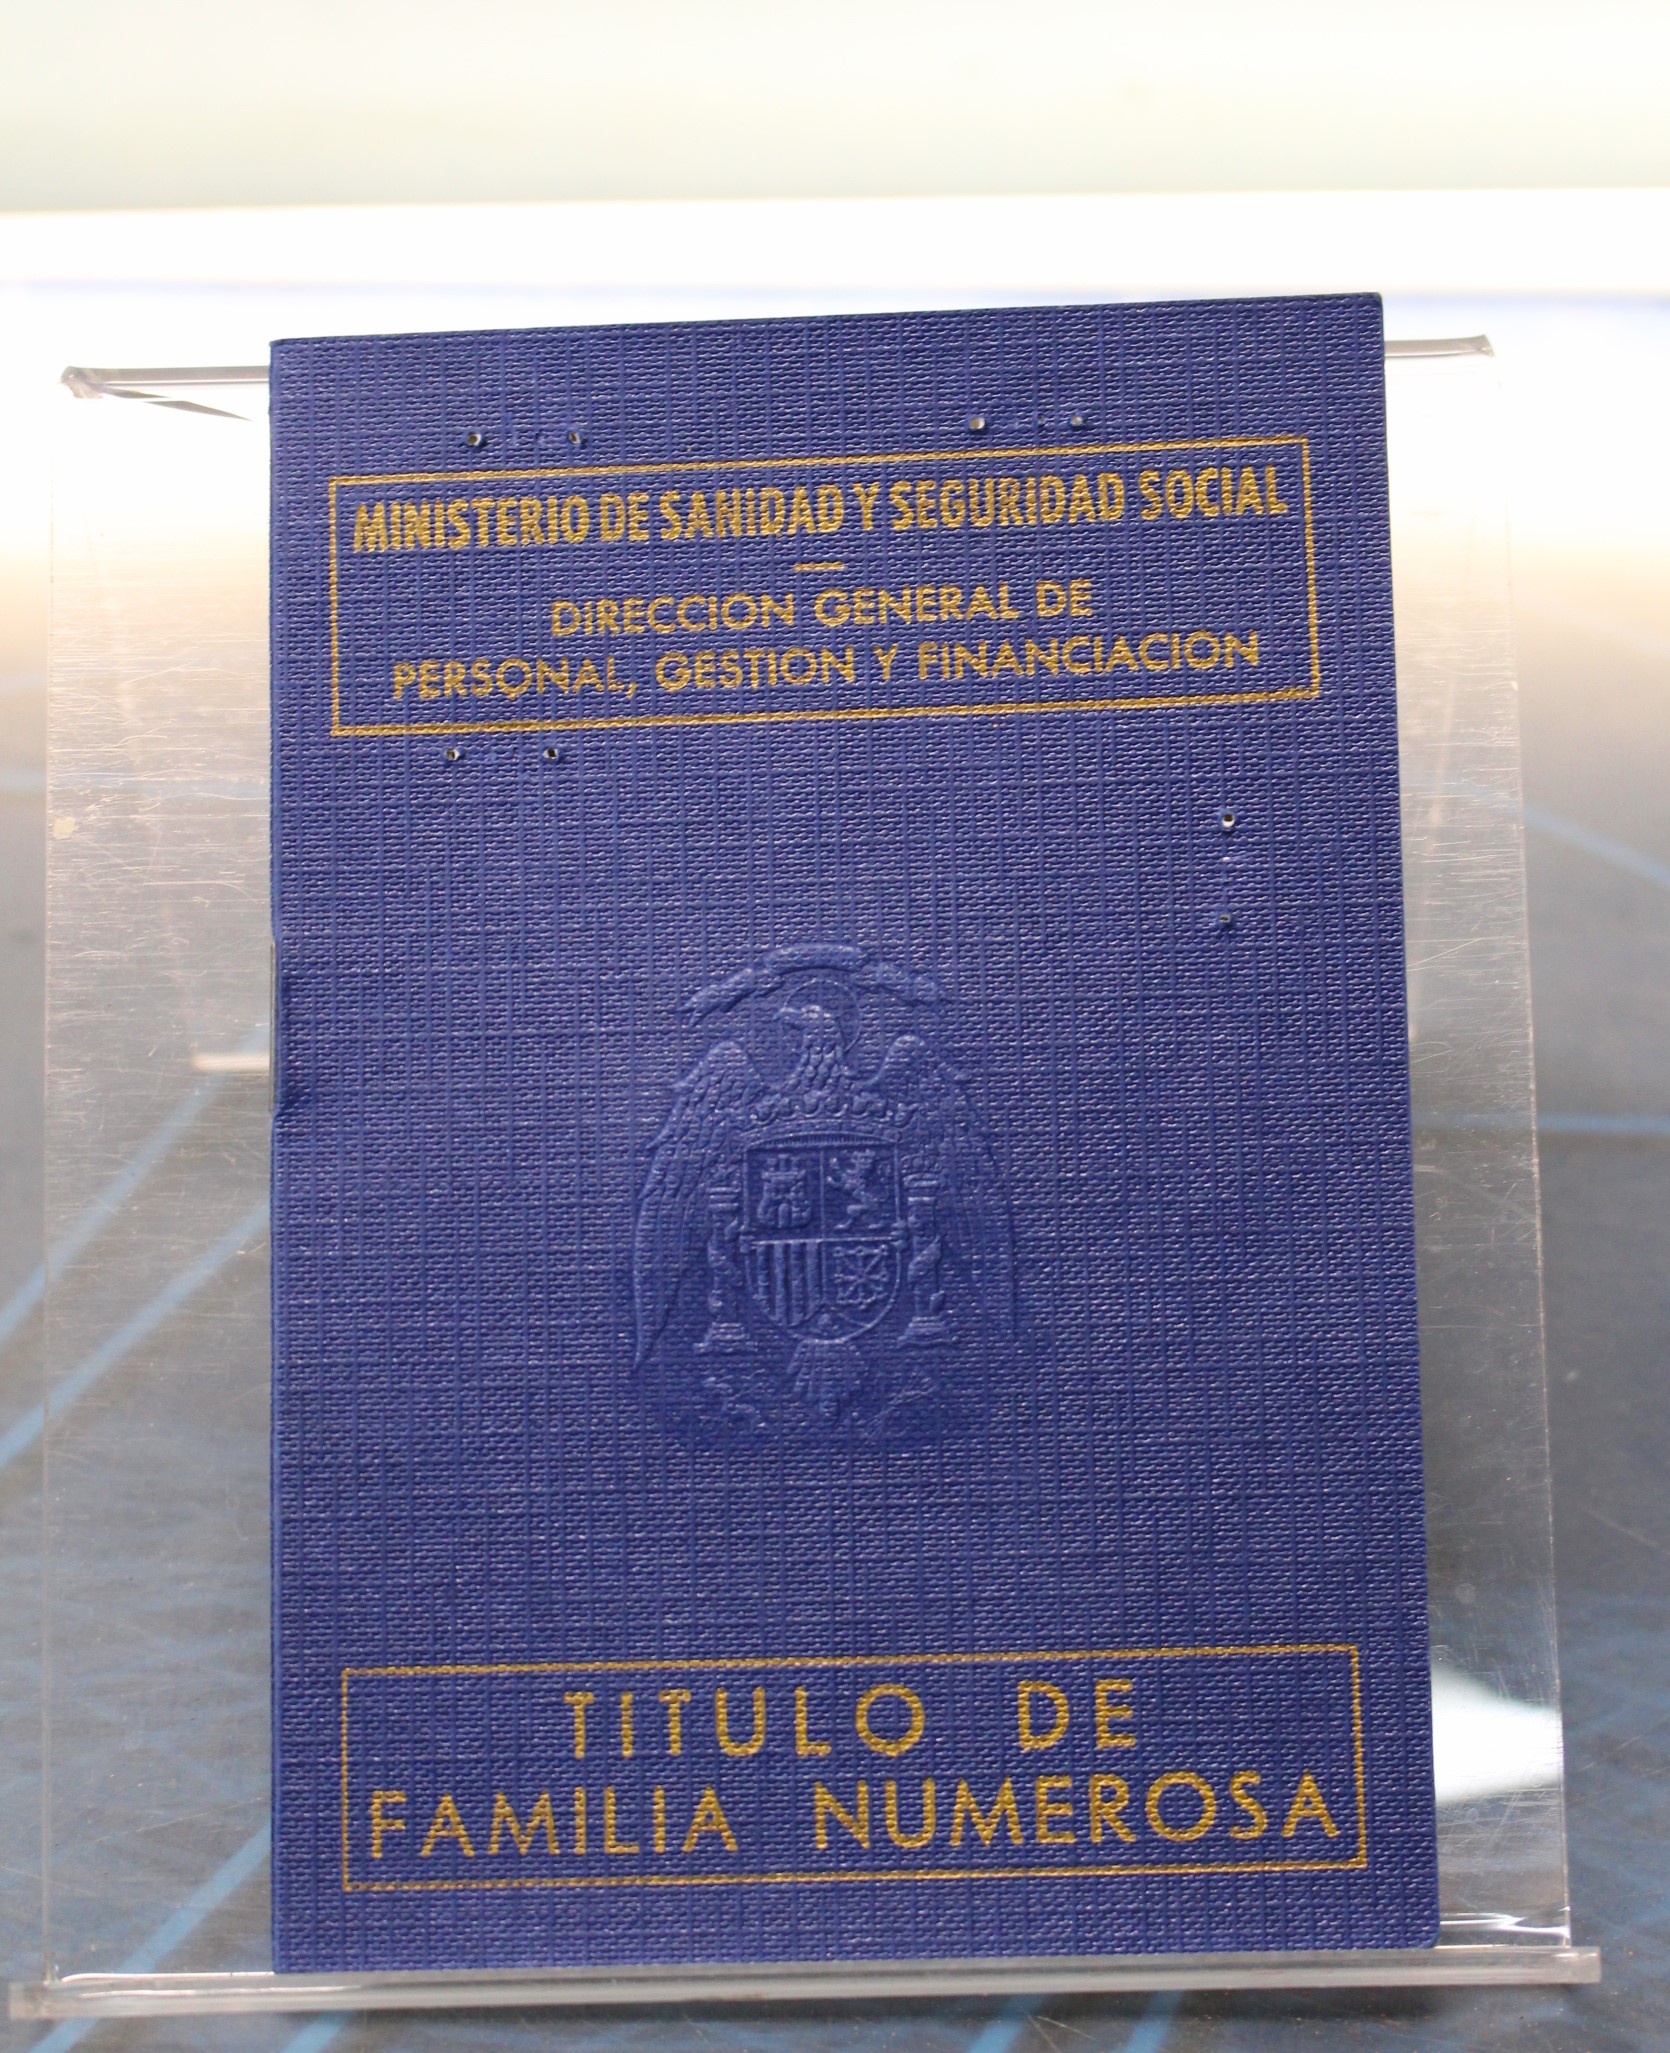 MINISTERIO DE SANIDAD Y SEGURIDAD SOCIAL
DIRECCION GENERAL DE
PERSONAL, GESTION Y FINANCIACION
TITULO DE
FAMILIA NUMEROSA